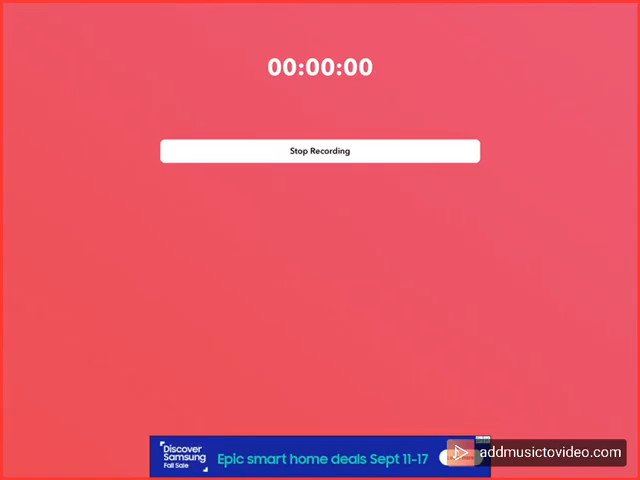 00:00:00
Stop Recording
Discover
Samsung
Fall Sale
Epic smart home deals Sept 11-17
addmusictovideo.com